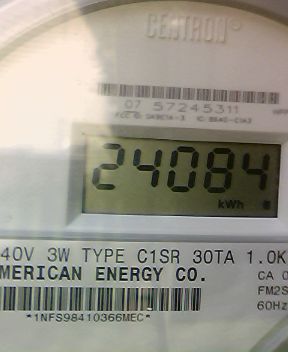 CENTRON®
07 57245311
24084
kWh
40V 3W TYPE C1SR 30TA 1.0K
MERICAN ENERGY CO.
CA 0
FM2S
60Hz
*1NFS98410366MEC*